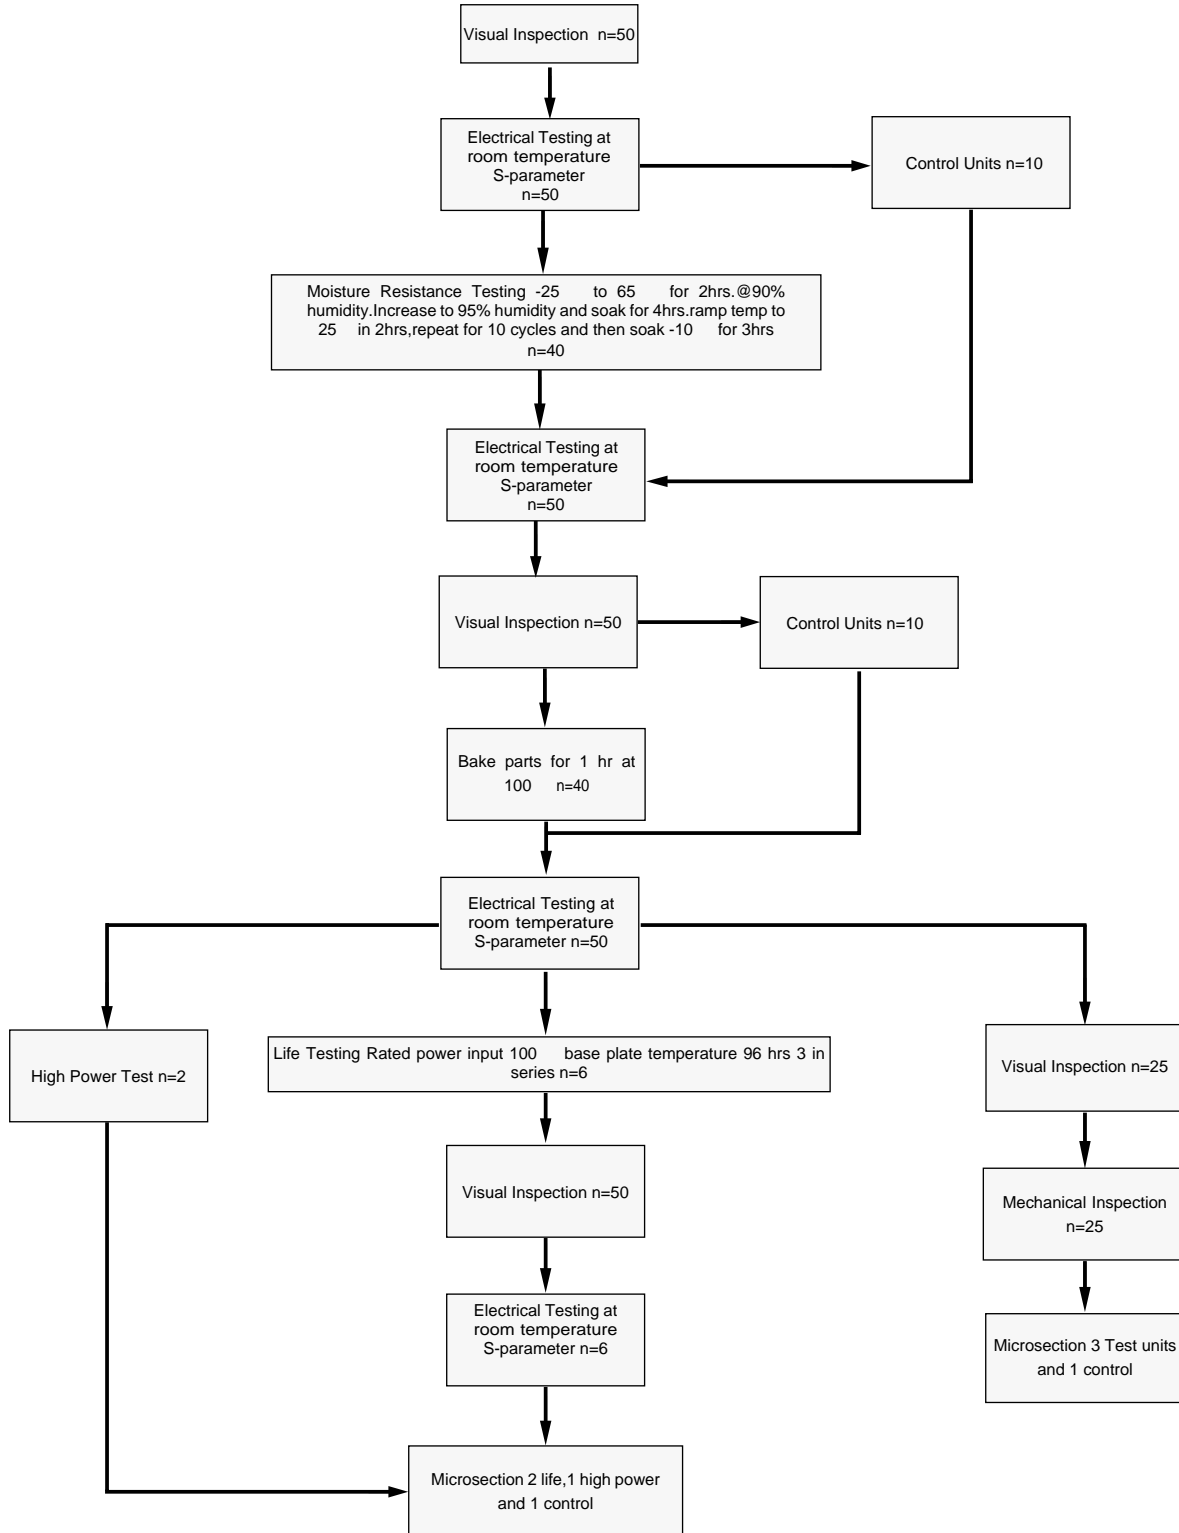 Visual Inspection n=50
Electrical Testing at
room temperature
S-parameter
n=50
Control Units n=10
Moisture Resistance Testing -25 to 65 for 2hrs.@90%
humidity.Increase to 95% humidity and soak for 4hrs.ramp temp to
25 in 2hrs,repeat for 10 cycles and then soak -10 for 3hrs
n=40
Electrical Testing at
room temperature
S-parameter
n=50
Visual Inspection n=50
Control Units n=10
Bake parts for 1 hr at
100 n=40
Electrical Testing at
room temperature
S-parameter n=50
High Power Test n=2
Life Testing Rated power input 100 base plate temperature 96 hrs 3 in
series n=6
Visual Inspection n=25
Visual Inspection n=50
Mechanical Inspection
n=25
Electrical Testing at
room temperature
S-parameter n=6
Microsection 3 Test units
and 1 control
Microsection 2 life,1 high power
and 1 control